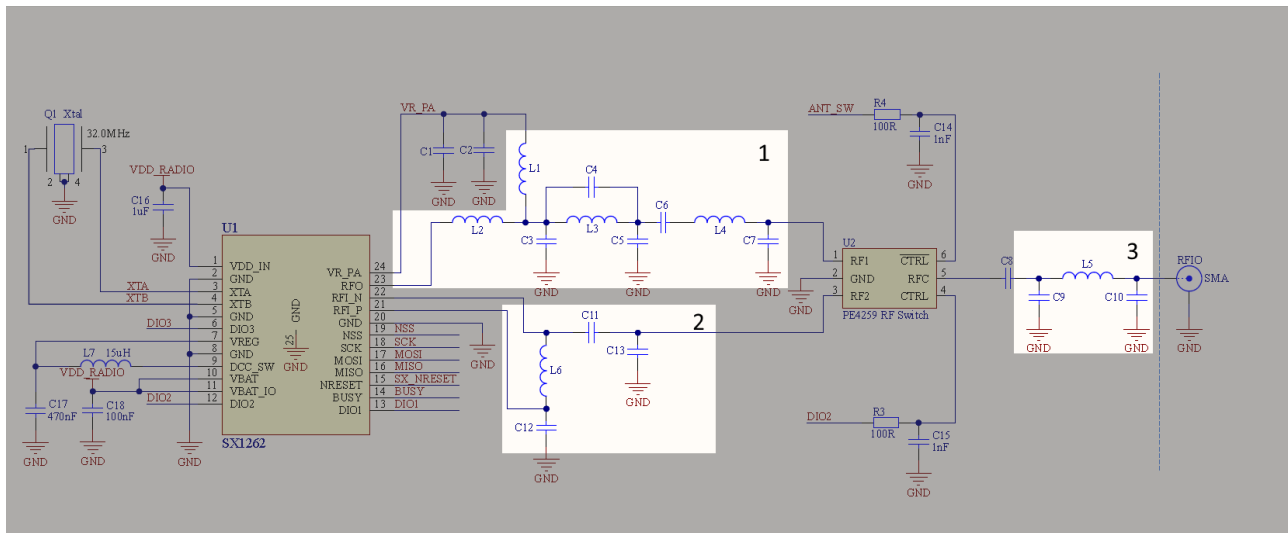 Q1 Xtal
32.0MHz
1
3
2
4
GND
VDD_RADIO
C16
1uF
GND
XTA
XTB
DIO3
L7
15uH
VDD_RADIO
DIO2
C17
470nF
C18
100nF
GND
GND
GND
U1
1
VDD_IN
2
GND
3
XTA
4
XTB
5
GND
6
DIO3
7
VREG
8
GND
9
DCC_SW
10
VBAT
11
VBAT_IO
12
DIO2
GND
25
GND
VR_PA
24
RFO
23
RFI_N
22
RFI_P
21
GND
20
NSS
19
SCK
18
MOSI
17
MISO
16
NRESET
15
BUSY
14
DIO1
13
SX1262
GND
NSS
SCK
MOSI
MISO
SX_NRESET
BUSY
DIO1
VR_PA
C1
C2
GND
GND
1
L1
C4
L2
C3
L3
C5
C6
L4
C7
GND
GND
GND
2
C11
C13
L6
C12
GND
GND
ANT_SW
R4
100R
C14
1nF
GND
U2
1
RF1
CTRL
6
2
GND
RFC
5
3
RF2
CTRL
4
PE4259 RF Switch
GND
DIO2
R3
100R
C15
1nF
GND
C8
3
L5
C9
C10
GND
GND
RFIO
SMA
GND